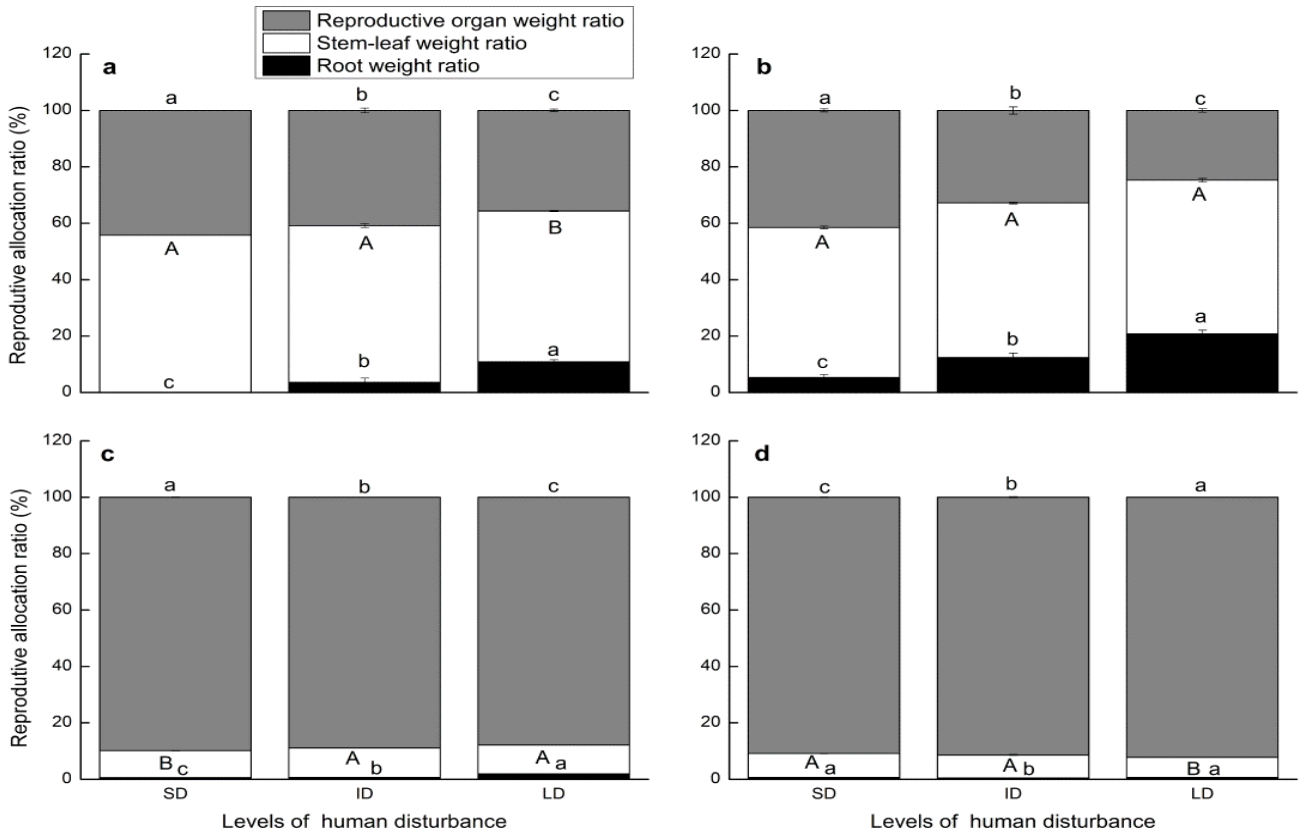 Reproductive organ weight ratio
Stem-leaf weight ratio
Root weight ratio
a
120
100
80
60
40
20
0
Reprodutive allocation ratio (%)
a b c
A A B
c b a
b
120
100
80
60
40
20
0
a b c
A A A
c b a
c
120
100
80
60
40
20
0
Reprodutive allocation ratio (%)
a b c
B c A b A a
SD ID LD
Levels of human disturbance
d
120
100
80
60
40
20
0
c b a
A a A b B a
SD ID LD
Levels of human disturbance